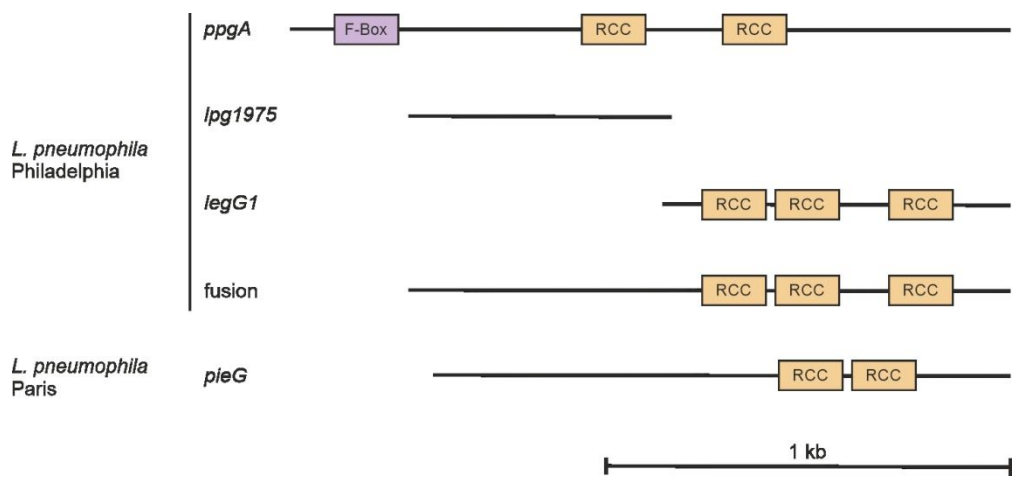 ppgA F-Box RCC RCC
lpg1975
L. pneumophila
Philadelphia
legG1 RCC RCC RCC
fusion RCC RCC RCC
L. pneumophila
Paris
pieG RCC RCC
1 kb